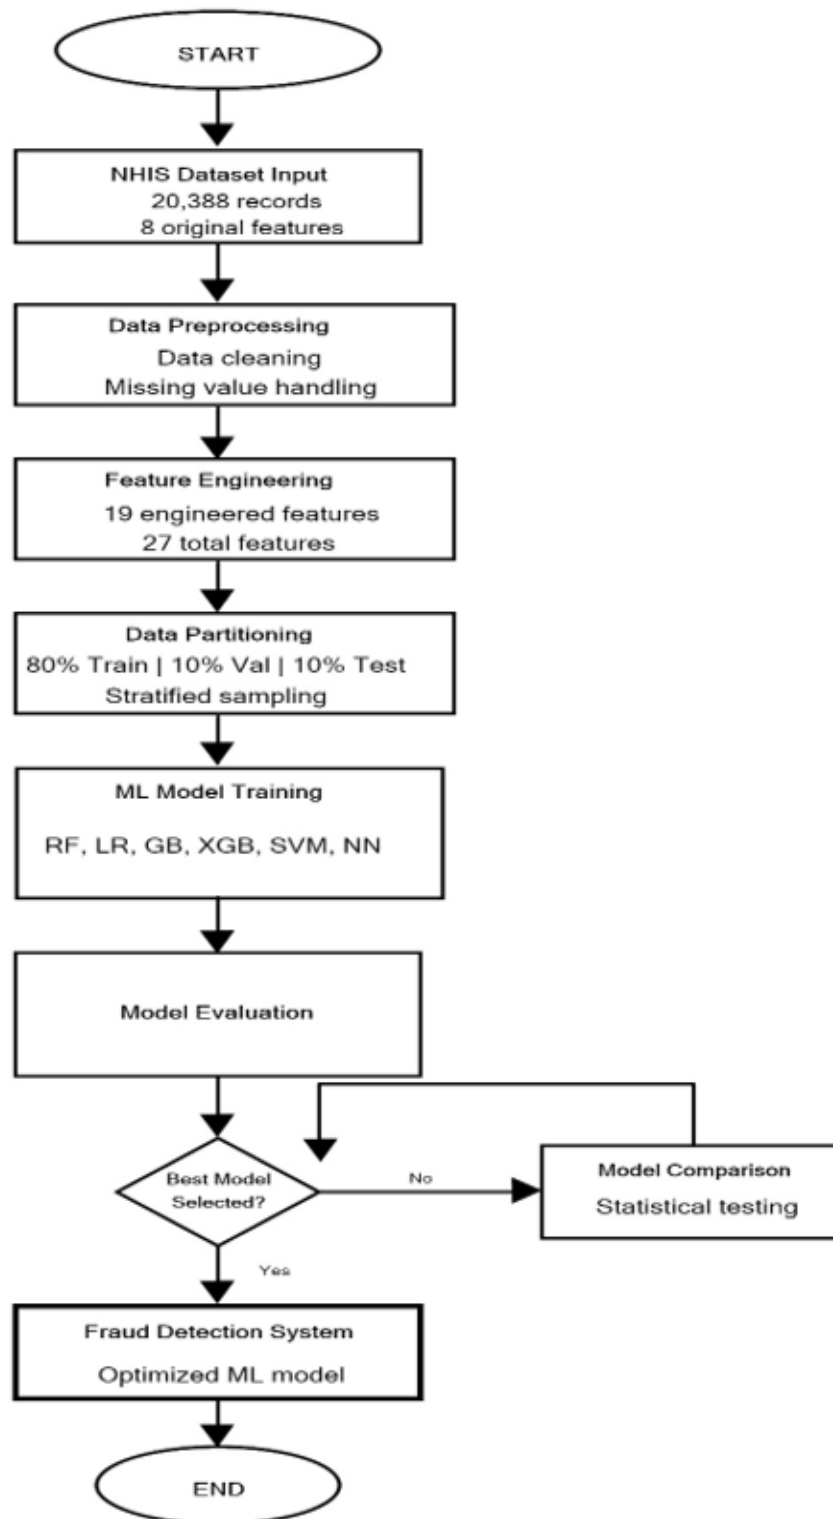 START
NHIS Dataset Input
20,388 records
8 original features
Data Preprocessing
Data cleaning
Missing value handling
Feature Engineering
19 engineered features
27 total features
Data Partitioning
80% Train | 10% Val | 10% Test
Stratified sampling
ML Model Training
RF, LR, GB, XGB, SVM, NN
Model Evaluation
Best Model
Selected?
No
Model Comparison
Statistical testing
Yes
Fraud Detection System
Optimized ML model
END